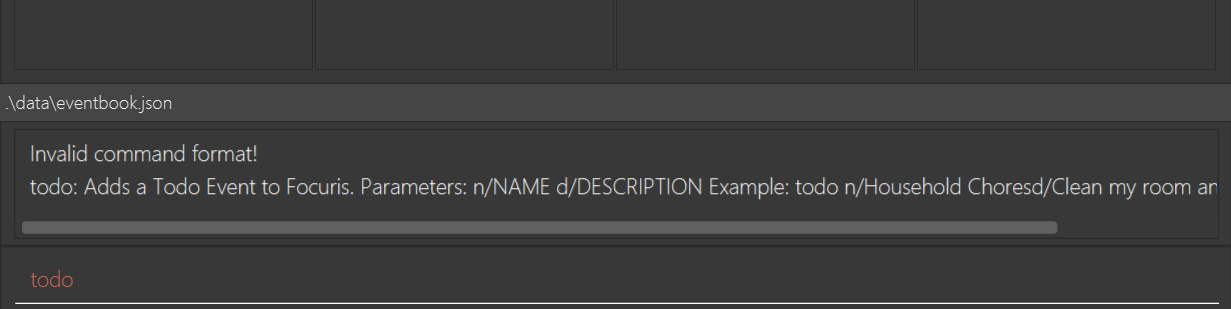 .\data\eventbook.json
Invalid command format!
todo: Adds a Todo Event to Focuris. Parameters: n/NAME d/DESCRIPTION Example: todo n/Household Choresd/Clean my room an
todo